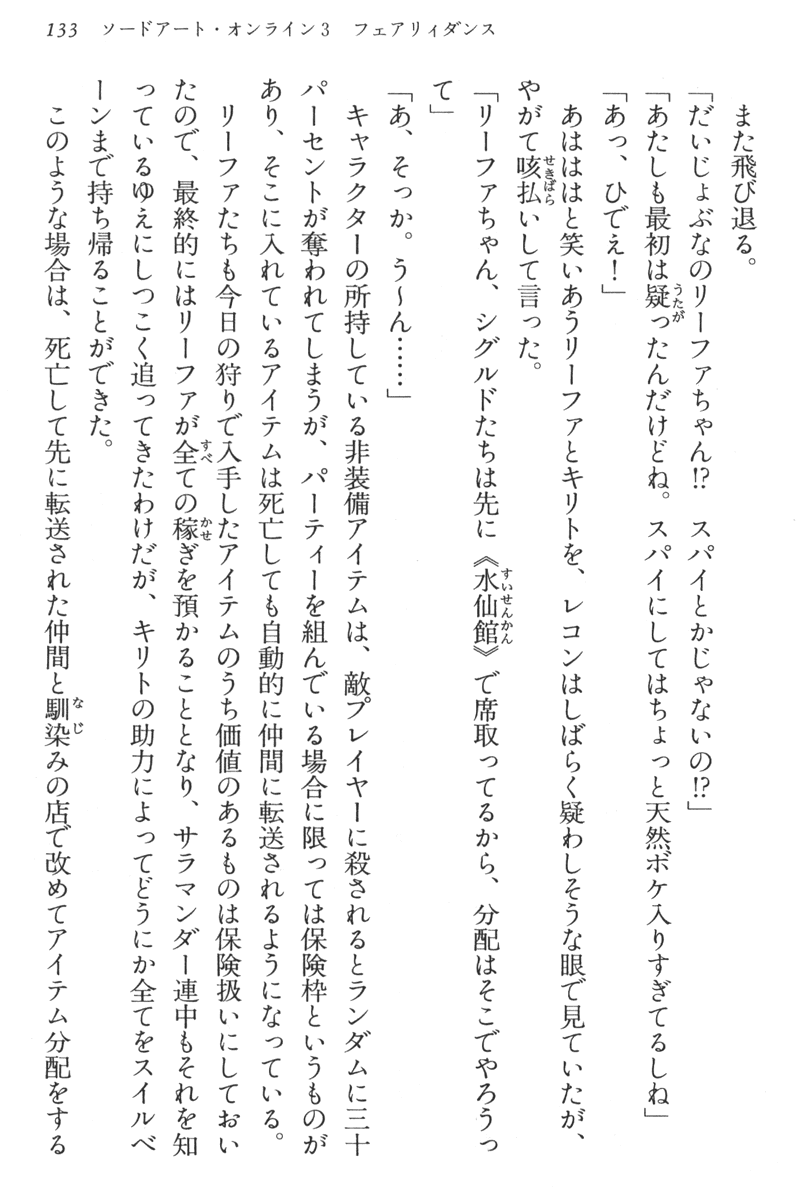 133　ソードアート・オンライン3　フェアリィダンス
また飛び退る。
「だいじょぶなのリーファちゃん!?　スパイとかじゃないの!?」
「あたしも最初は疑ったんだけどね。スパイにしてはちょっと天然ボケ入りすぎてるしね」
「あっ、ひでえ！」
あははは​と笑いあうリーファとキリトを、レコンはしばらく疑わしそうな眼で見ていたが、
やがて咳払いして言った。
「リーファちゃん、シグルドたちは先に《水仙館》で席取ってるから、分配はそこでやろうっ
て」
「あ、そっか。う〜ん……」
キャラクターの所持している非装備アイテムは、敵プレイヤーに殺されるとランダムに三十
パーセントが奪われてしまうが、パーティーを組んでいる場合に限っては保険枠というものが
あり、そこに入れているアイテムは死亡しても自動的に仲間に転送されるようになっている。
リーファたちも今日の狩りで入手したアイテムのうち価値のあるものは保険扱いにしておい
たので、最終的にはリーファが全ての稼ぎを預かることとなり、サラマンダー連中もそれを知
っているゆえにしつこく追ってきたわけだが、キリトの助力によってどうにか全てをスイルベ
ーンまで持ち帰ることができた。
このような場合は、死亡して先に転送された仲間と馴染みの店で改めてアイテム分配をする